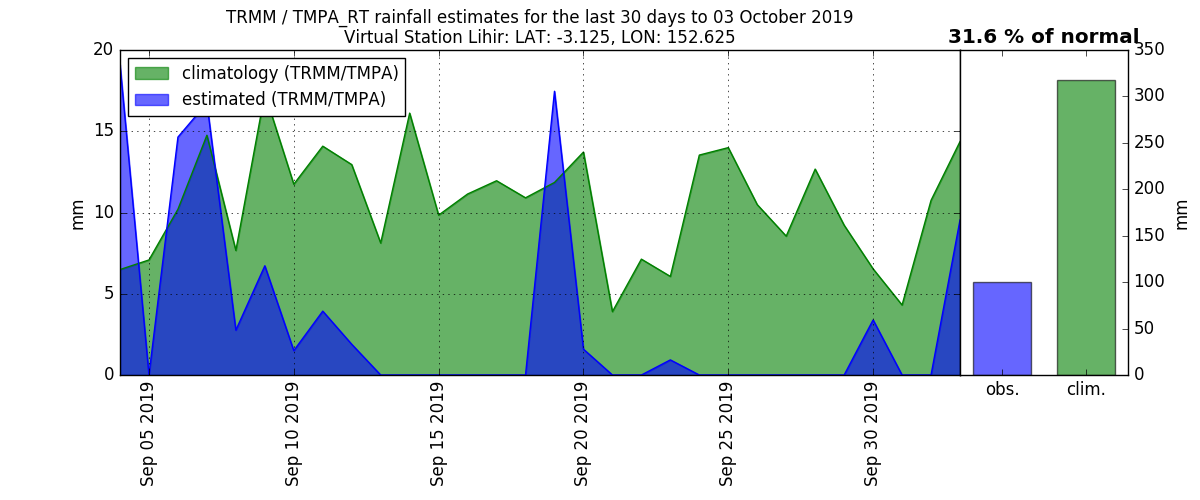 TRMM / TMPA_RT rainfall estimates for the last 30 days to 03 October 2019
Virtual Station Lihir: LAT: -3.125, LON: 152.625
31.6 % of normal
climatology (TRMM/TMPA)
estimated (TRMM/TMPA)
20
15
10
5
0
mm
350
300
250
200
150
100
50
0
mm
obs.
clim.
Sep 05 2019
Sep 10 2019
Sep 15 2019
Sep 20 2019
Sep 25 2019
Sep 30 2019